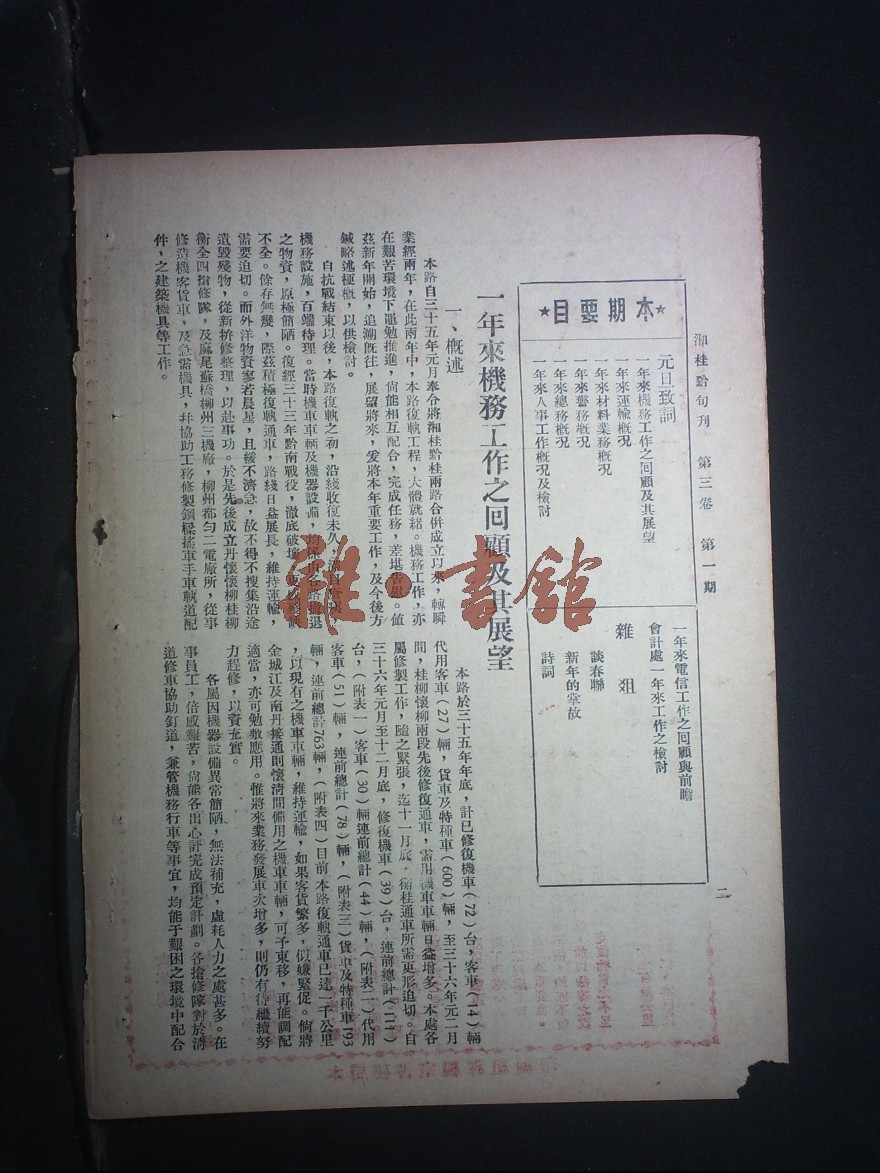 湘桂黔旬刊　第三卷　第一期
二
★本期要目★
元旦致詞
一年來機務工作之回顧及其展望
一年來運輸概況
一年來材料業務概況
一年來警務概況
一年來總務概況
一年來人事工作概況及檢討
一年來電信工作之回顧與前瞻
會計處一年來工作之檢討
雜俎
談春聯
新年的掌故
詩詞
一年來機務工作之回顧及其展望
一、概述
本路自三十五年元月奉令將湘桂黔桂兩路合併成立以來，轉瞬
業經兩年，在此兩年中，本路復軌工程，大體就緒。機務工作，亦
在艱苦環境下黽勉推進，尚能相互配合，完成任務，差堪告慰。值
茲新年開始，追溯既往，展望將來，爰將本年重要工作，及今後方
鍼略述梗概，以供檢討。
自抗戰結束以後，本路復軌之初，沿綫收復未久，
機務設施，百端待理。當時機車車輛及機器設備，均係由各路撤退
之物資，原極簡陋。復經三十三年黔南戰役，澈底破壞，
不全。餘存無幾，際茲積極復軌通車，路綫日益展長，維持運輸，
需要迫切。而外洋物資寥若晨星，且緩不濟急，故不得不搜集沿途
遺毀殘物，從新拚修整理，以赴事功。於是先後成立丹懷懷柳桂柳
衡全四搶修隊，及麻尾蘇橋柳州三機廠，柳州都勻二電廠所，從事
修造機客貨車，及急需機具，幷協助工務修製鋼樑搖車手車軌道配
件，之建築機具等工作。
本路於三十五年年底，計已修復機車（72）台，客車（14）輛
代用客車（27）輛，貨車及特種車（600）輛，至三十六年元二月
間，桂柳懷柳兩段先後修復通車，需用機車車輛日益增多。本處各
屬修製工作，隨之緊張，迄十一月底，衡桂通車所需更形迫切。自
三十六年元月至十二月底，修復機車（39）台，連前總計（111）
台，（附表一）客車（30）輛連前總計（44）輛，（附表二）代用
客車（51）輛，連前總計（78）輛，（附表三）貨車及特種車193
輛，連前總計763輛，（附表四）目前本路復軌通車已達一千公里
，以現有之機車車輛，維持運輸，如果客貨繁多，似嫌緊促。倘將
金城江及南丹接通則懷清間備用之機車車輛，可予東移，再能調配
適當，亦可勉敷應用。惟將來業務發展車次增多，則仍有待繼續努
力趕修，以資充實。
各屬因機器設備異常簡陋，無法補充，虛耗人力之處甚多。在
事員工，倍感艱苦，尚能各出心計完成預定計劃。各搶修隊對於清
道修車協助釘道，兼管機務行車等事宜，均能于艱困之環境中配合
雜·書館